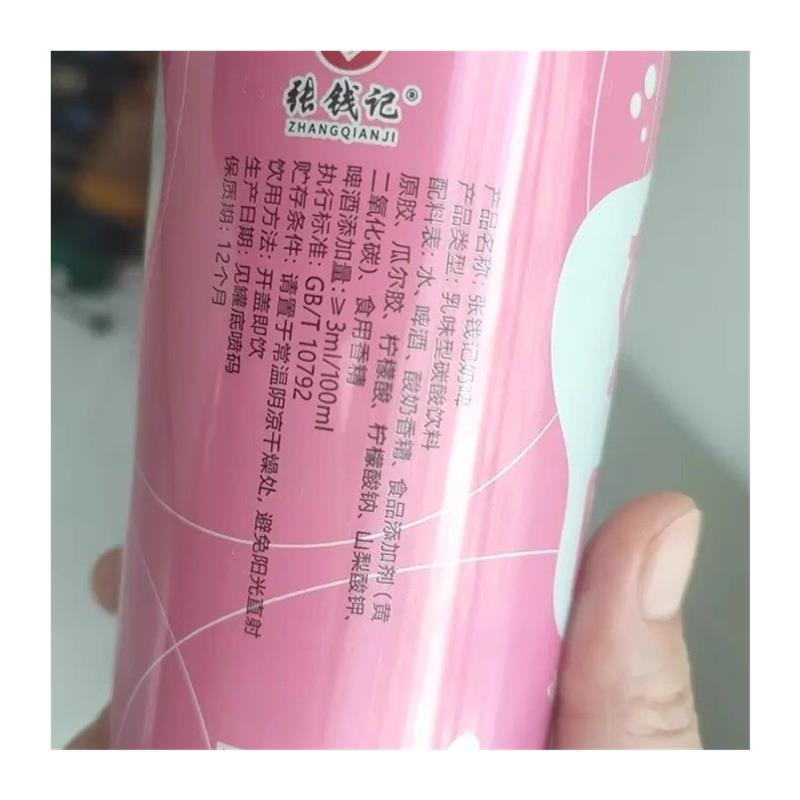 张钱记®
ZHANGQIANJI
产品名称：张钱记奶啤
产品类型：乳味型碳酸饮料
配料表：水、啤酒、酸奶香精、食品添加剂（黄
原胶、瓜尔胶、柠檬酸、柠檬酸钠、山梨酸钾、
二氧化碳）、食用香精
啤酒添加量：≥3ml/100ml
执行标准：GB/T 10792
贮存条件：请置于常温阴凉干燥处，避免阳光直射
饮用方法：开盖即饮
生产日期：见罐底喷码
保质期：12个月